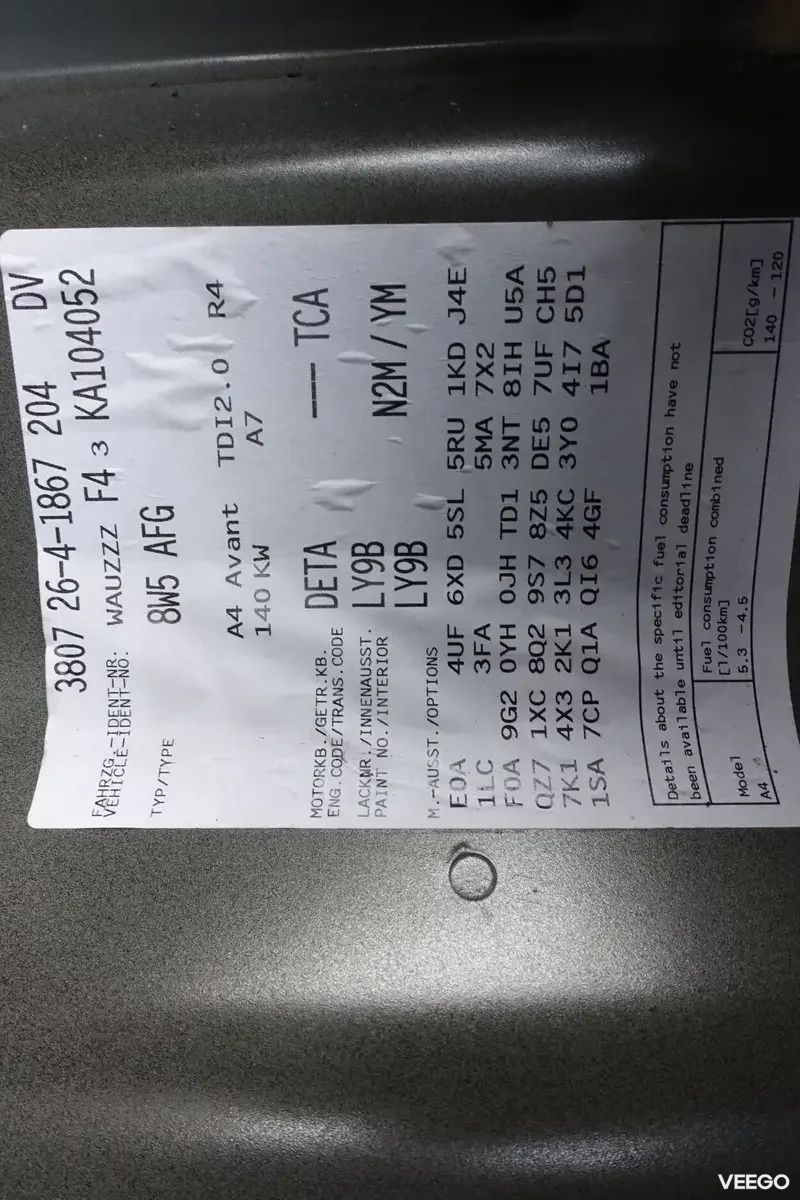 3807 26-4-1867 204 DV
FAHRZG.-IDENT-NR:
VEHICLE-IDENT-NO. WAUZZZ F4 3 KA104052
TYP/TYPE 8W5 AFG
A4 Avant TDI2.0 R4
140 KW A7
MOTORKB./GETR.KB.
ENG.CODE/TRANS.CODE DETA --- TCA
LACKNR./INNENAUSST. LY9B
PAINT NO./INTERIOR LY9B N2M / YM
M.-AUSST./OPTIONS
E0A 4UF 6XD 5SL 5RU 1KD J4E
1LC 3FA 5MA 7X2
F0A 9G2 0YH 0JH TD1 3NT 8IH U5A
QZ7 1XC 8Q2 9S7 8Z5 DE5 7UF CH5
7K1 4X3 2K1 3L3 4KC 3Y0 4I7 5D1
1SA 7CP Q1A QI6 4GF 1BA
Details about the specific fuel consumption have not
been available until editorial deadline
Fuel consumption combined
Model [l/100km] CO2[g/km]
A4 5.3 -4.5 140 - 120
VEEGO